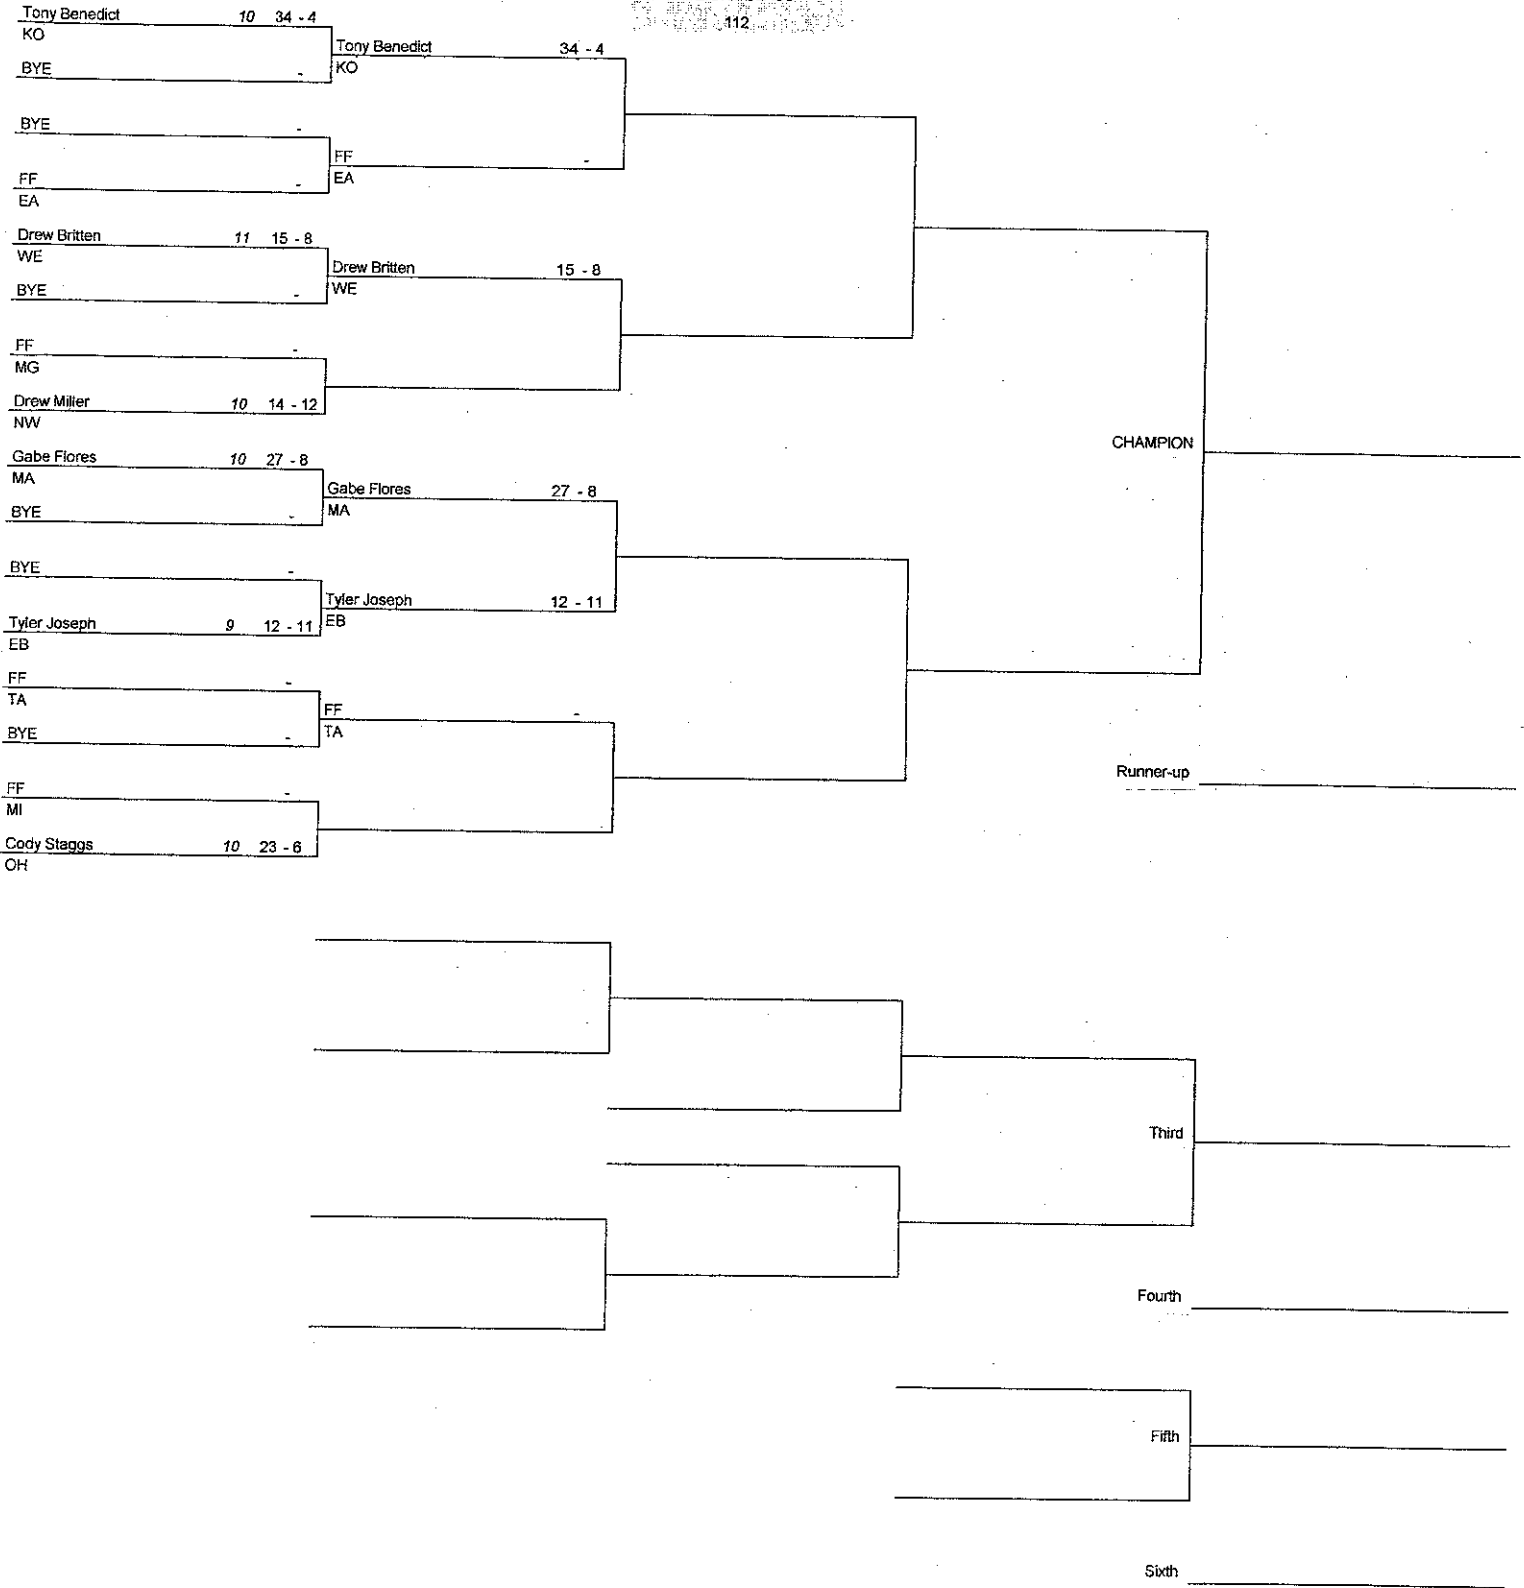 112
Tony Benedict 10 34 - 4
KO
BYE -
BYE -
FF -
EA
Drew Britten 11 15 - 8
WE
BYE -
FF -
MG
Drew Miller 10 14 - 12
NW
Gabe Flores 10 27 - 8
MA
BYE -
BYE -
Tyler Joseph 9 12 - 11
EB
FF -
TA
BYE -
FF -
MI
Cody Staggs 10 23 - 6
OH
Tony Benedict 34 - 4
KO
FF -
EA
Drew Britten 15 - 8
WE
Gabe Flores 27 - 8
MA
Tyler Joseph 12 - 11
EB
FF -
TA
CHAMPION
Runner-up
Third
Fourth
Fifth
Sixth